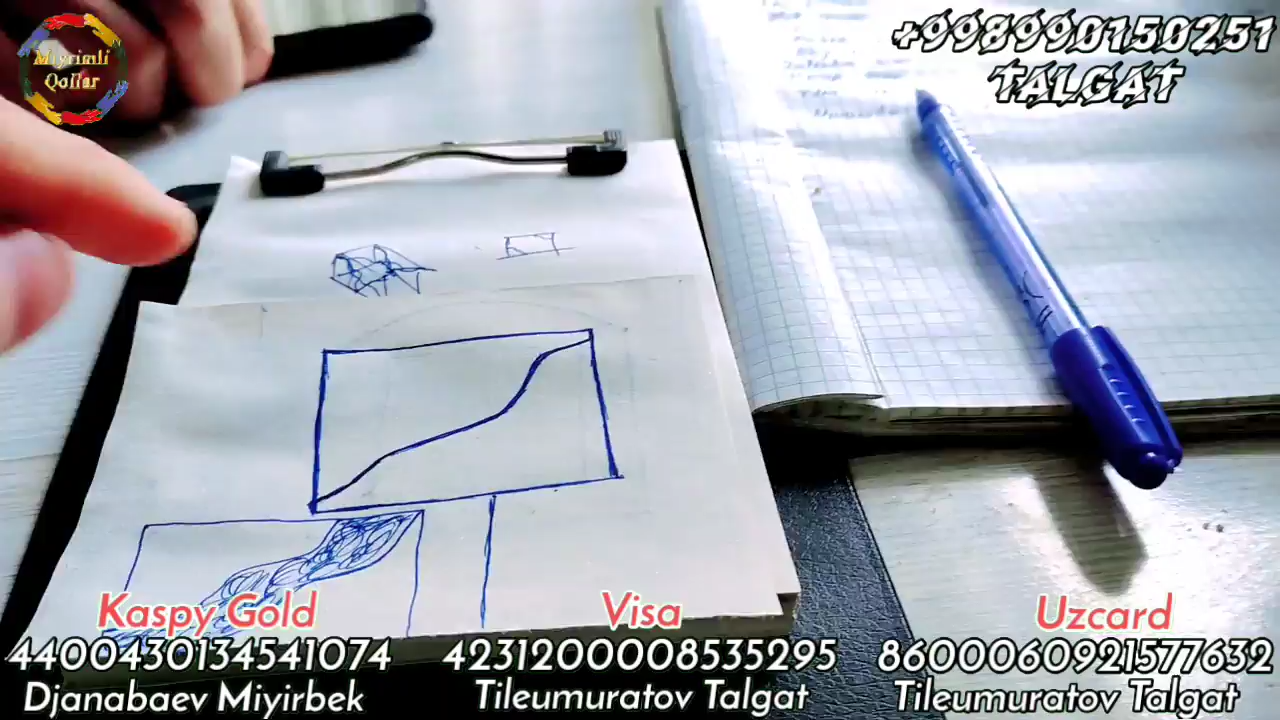 Miyrimli
Qollar
+998990150251
TALGAT
Kaspy Gold
4400430134541074
Djanabaev Miyirbek
Visa
4231200008535295
Tileumuratov Talgat
Uzcard
8600060921577632
Tileumuratov Talgat